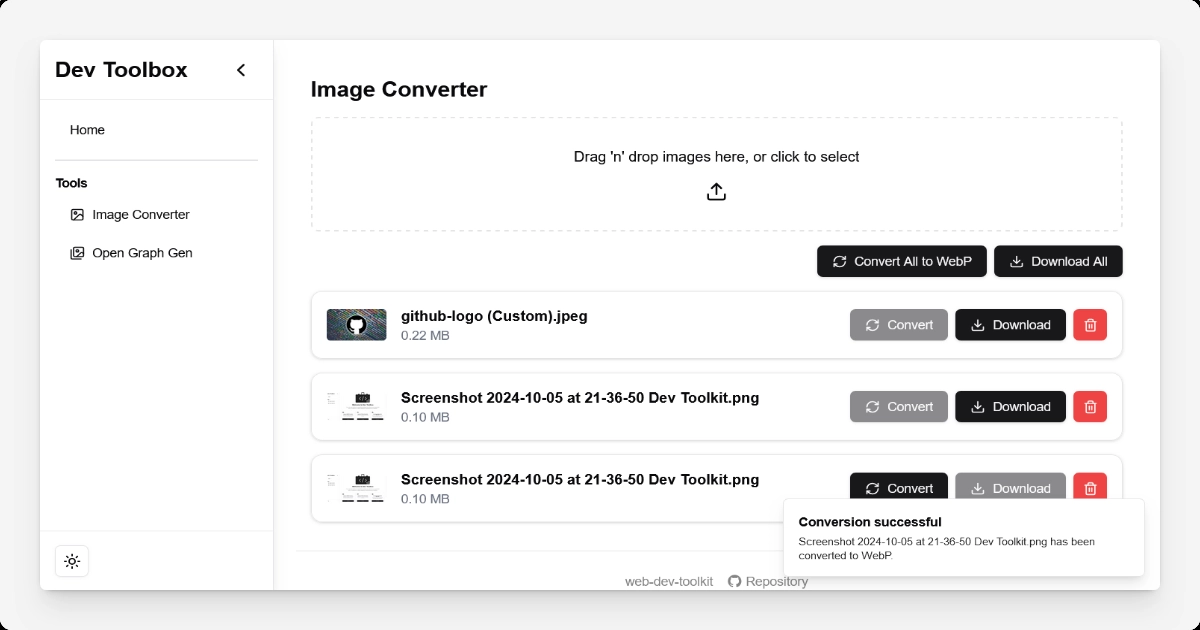 Dev Toolbox
Home
Tools
Image Converter
Open Graph Gen
Image Converter
Drag 'n' drop images here, or click to select
Convert All to WebP
Download All
github-logo (Custom).jpeg
0.22 MB
Convert
Download
Screenshot 2024-10-05 at 21-36-50 Dev Toolkit.png
0.10 MB
Convert
Download
Screenshot 2024-10-05 at 21-36-50 Dev Toolkit.png
0.10 MB
Convert
Download
Conversion successful
Screenshot 2024-10-05 at 21-36-50 Dev Toolkit.png has been
converted to WebP.
web-dev-toolkit
Repository